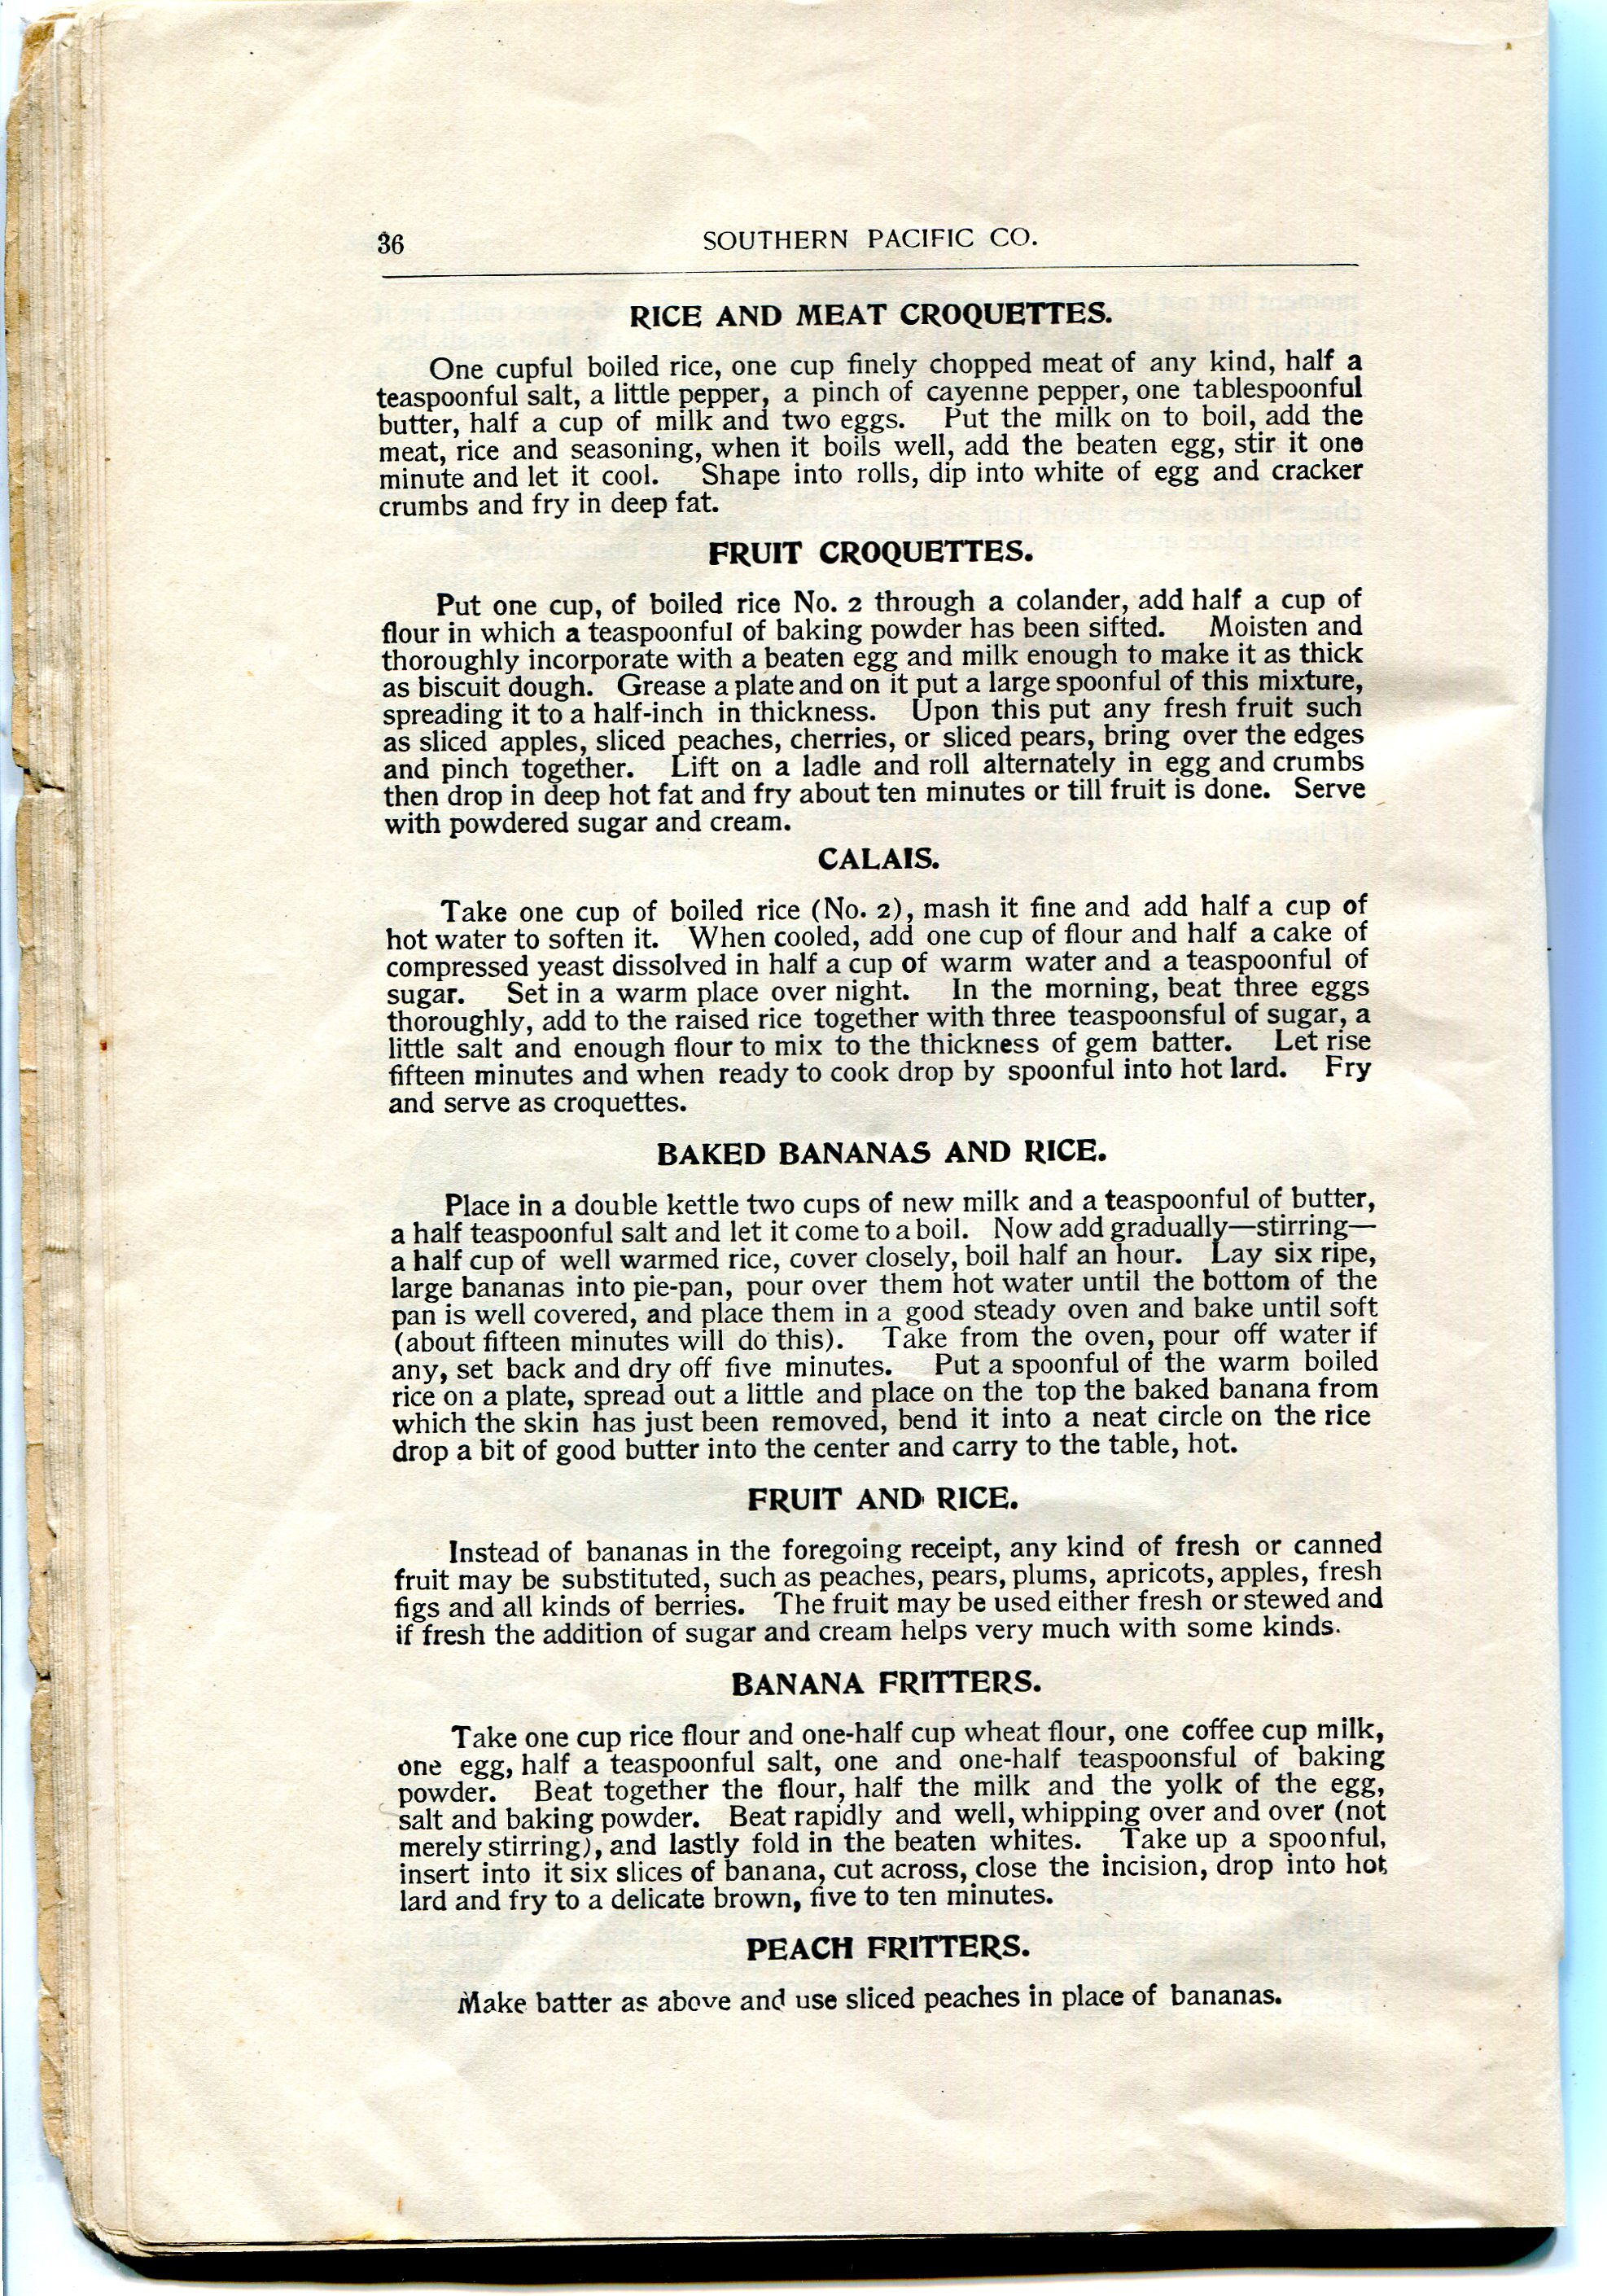 36
SOUTHERN PACIFIC CO.
RICE AND MEAT CROQUETTES.
One cupful boiled rice, one cup finely chopped meat of any kind, half a
teaspoonful salt, a little pepper, a pinch of cayenne pepper, one tablespoonful
butter, half a cup of milk and two eggs. Put the milk on to boil, add the
meat, rice and seasoning, when it boils well, add the beaten egg, stir it one
minute and let it cool. Shape into rolls, dip into white of egg and cracker
crumbs and fry in deep fat.
FRUIT CROQUETTES.
Put one cup, of boiled rice No. 2 through a colander, add half a cup of
flour in which a teaspoonful of baking powder has been sifted. Moisten and
thoroughly incorporate with a beaten egg and milk enough to make it as thick
as biscuit dough. Grease a plate and on it put a large spoonful of this mixture,
spreading it to a half-inch in thickness. Upon this put any fresh fruit such
as sliced apples, sliced peaches, cherries, or sliced pears, bring over the edges
and pinch together. Lift on a ladle and roll alternately in egg and crumbs
then drop in deep hot fat and fry about ten minutes or till fruit is done. Serve
with powdered sugar and cream.
CALAIS.
Take one cup of boiled rice (No. 2), mash it fine and add half a cup of
hot water to soften it. When cooled, add one cup of flour and half a cake of
compressed yeast dissolved in half a cup of warm water and a teaspoonful of
sugar. Set in a warm place over night. In the morning, beat three eggs
thoroughly, add to the raised rice together with three teaspoonsful of sugar, a
little salt and enough flour to mix to the thickness of gem batter. Let rise
fifteen minutes and when ready to cook drop by spoonful into hot lard. Fry
and serve as croquettes.
BAKED BANANAS AND RICE.
Place in a double kettle two cups of new milk and a teaspoonful of butter,
a half teaspoonful salt and let it come to a boil. Now add gradually—stirring—
a half cup of well warmed rice, cover closely, boil half an hour. Lay six ripe,
large bananas into pie-pan, pour over them hot water until the bottom of the
pan is well covered, and place them in a good steady oven and bake until soft
(about fifteen minutes will do this). Take from the oven, pour off water if
any, set back and dry off five minutes. Put a spoonful of the warm boiled
rice on a plate, spread out a little and place on the top the baked banana from
which the skin has just been removed, bend it into a neat circle on the rice
drop a bit of good butter into the center and carry to the table, hot.
FRUIT AND RICE.
Instead of bananas in the foregoing receipt, any kind of fresh or canned
fruit may be substituted, such as peaches, pears, plums, apricots, apples, fresh
figs and all kinds of berries. The fruit may be used either fresh or stewed and
if fresh the addition of sugar and cream helps very much with some kinds.
BANANA FRITTERS.
Take one cup rice flour and one-half cup wheat flour, one coffee cup milk,
one egg, half a teaspoonful salt, one and one-half teaspoonsful of baking
powder. Beat together the flour, half the milk and the yolk of the egg,
salt and baking powder. Beat rapidly and well, whipping over and over (not
merely stirring), and lastly fold in the beaten whites. Take up a spoonful,
insert into it six slices of banana, cut across, close the incision, drop into hot
lard and fry to a delicate brown, five to ten minutes.
PEACH FRITTERS.
Make batter as above and use sliced peaches in place of bananas.